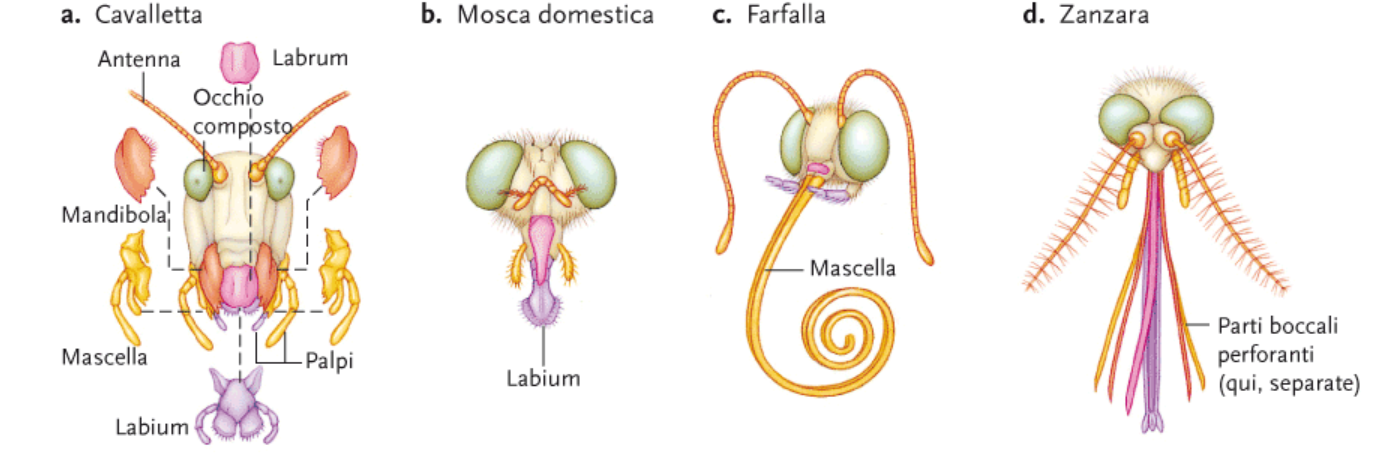 a. Cavalletta
b. Mosca domestica
c. Farfalla
d. Zanzara
Antenna
Labrum
Occhio
composto
Mandibola
Mascella
Palpi
Labium
Labium
Mascella
Parti boccali
perforanti
(qui, separate)